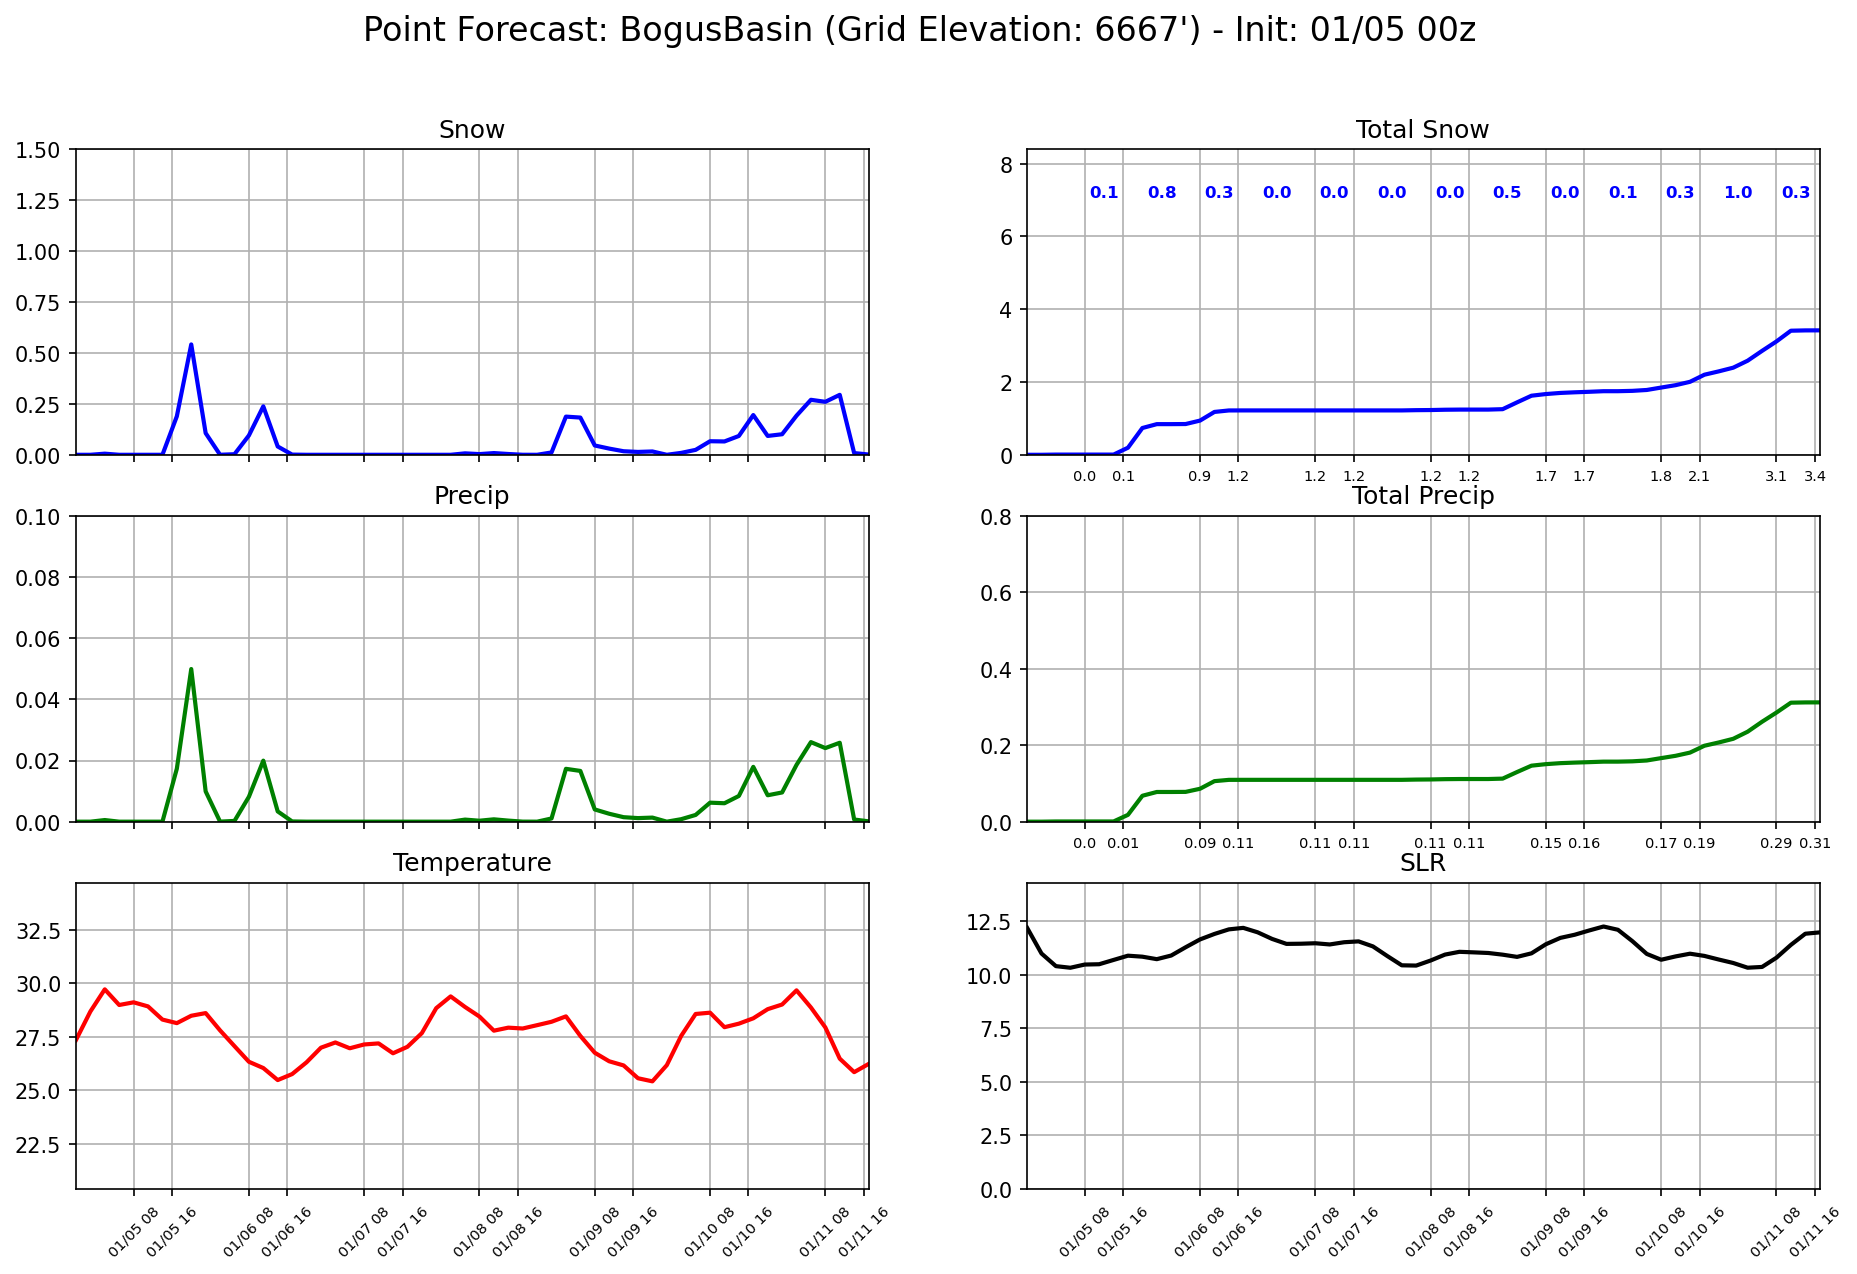 Point Forecast: BogusBasin (Grid Elevation: 6667') - Init: 01/05 00z
Snow
1.50
1.25
1.00
0.75
0.50
0.25
0.00
Total Snow
8
6
4
2
0
0.1 0.8 0.3 0.0 0.0 0.0 0.0 0.5 0.0 0.1 0.3 1.0 0.3
0.0 0.1 0.9 1.2 1.2 1.2 1.2 1.2 1.7 1.7 1.8 2.1 3.1 3.4
Precip
0.10
0.08
0.06
0.04
0.02
0.00
Total Precip
0.8
0.6
0.4
0.2
0.0
0.0 0.01 0.09 0.11 0.11 0.11 0.11 0.11 0.15 0.16 0.17 0.19 0.29 0.31
Temperature
32.5
30.0
27.5
25.0
22.5
01/05 08 01/05 16 01/06 08 01/06 16 01/07 08 01/07 16 01/08 08 01/08 16 01/09 08 01/09 16 01/10 08 01/10 16 01/11 08 01/11 16
SLR
12.5
10.0
7.5
5.0
2.5
0.0
01/05 08 01/05 16 01/06 08 01/06 16 01/07 08 01/07 16 01/08 08 01/08 16 01/09 08 01/09 16 01/10 08 01/10 16 01/11 08 01/11 16